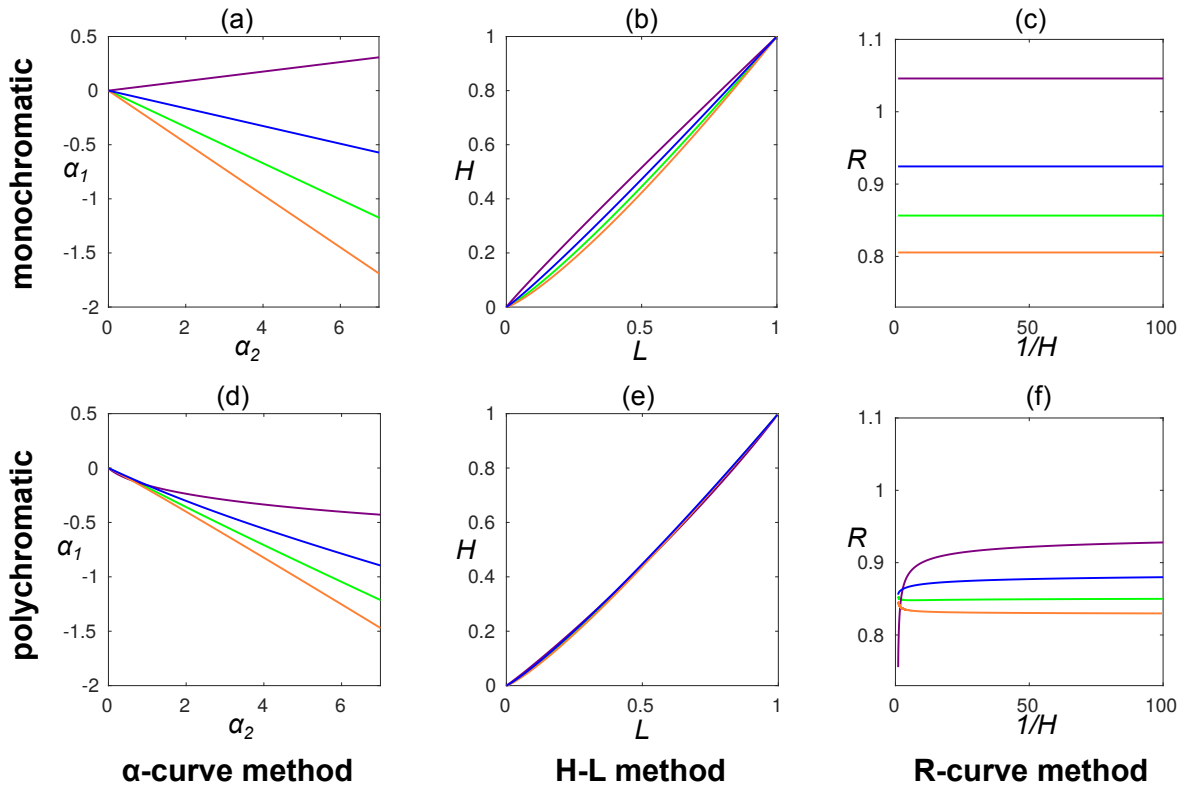 monochromatic
(a)
0.5
0
-0.5
-1
-1.5
-2
α1
0 2 4 6
α2
(b)
1
0.8
0.6
0.4
0.2
0
H
0 0.5 1
L
(c)
1.1
1
0.9
0.8
R
0 50 100
1/H
polychromatic
(d)
0.5
0
-0.5
-1
-1.5
-2
α1
0 2 4 6
α2
(e)
1
0.8
0.6
0.4
0.2
0
H
0 0.5 1
L
(f)
1.1
1
0.9
0.8
R
0 50 100
1/H
α-curve method
H-L method
R-curve method